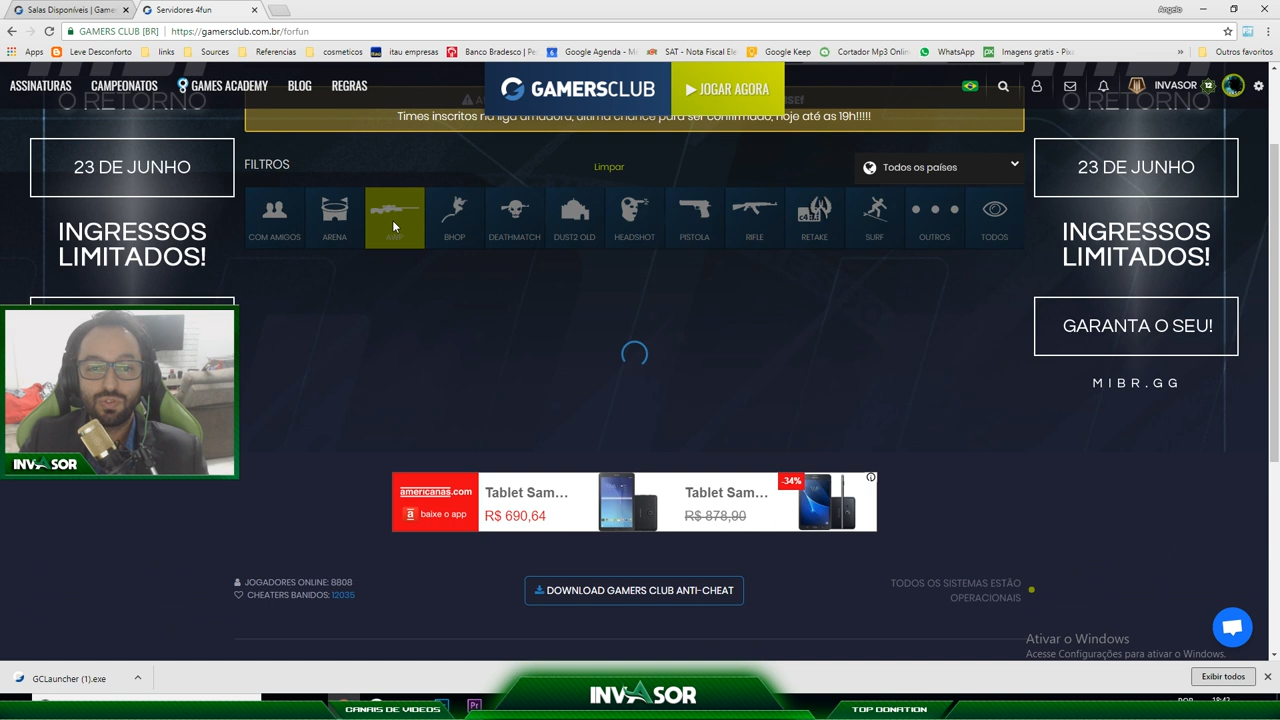 Salas Disponíveis | Game
Servidores 4fun
Angelo
GAMERS CLUB [BR]
https://gamersclub.com.br/forfun
Apps
Leve Desconforto
links
Sources
Referencias
cosmeticos
itau empresas
Banco Bradesco | Pe
Google Agenda - M
SAT - Nota Fiscal Ele
Google Keep
Cortador Mp3 Onlin
WhatsApp
Imagens gratis - Pix
Outros favoritos
ASSINATURAS
CAMPEONATOS
GAMES ACADEMY
BLOG
REGRAS
GAMERSCLUB
JOGAR AGORA
INVASOR
12
O RETORNO
O RETORNO
Times inscritos na liga amadora, última chance para ser confirmado, hoje até as 19h!!!!!
23 DE JUNHO
INGRESSOS
LIMITADOS!
FILTROS
Limpar
Todos os países
COM AMIGOS
ARENA
AWP
BHOP
DEATHMATCH
DUST2 OLD
HEADSHOT
PISTOLA
RIFLE
RETAKE
SURF
OUTROS
TODOS
23 DE JUNHO
INGRESSOS
LIMITADOS!
GARANTA O SEU!
MIBR.GG
INVASOR
americanas.com
a baixe o app
Tablet Sam...
R$ 690,64
Tablet Sam...
R$ 878,90
-34%
JOGADORES ONLINE: 8808
CHEATERS BANIDOS: 12035
DOWNLOAD GAMERS CLUB ANTI-CHEAT
TODOS OS SISTEMAS ESTÃO
OPERACIONAIS
Ativar o Windows
Acesse Configurações para ativar o Windows.
GCLauncher (1).exe
Exibir todos
Pr
INVASOR
CANAIS DE VIDEOS
TOP DONATION